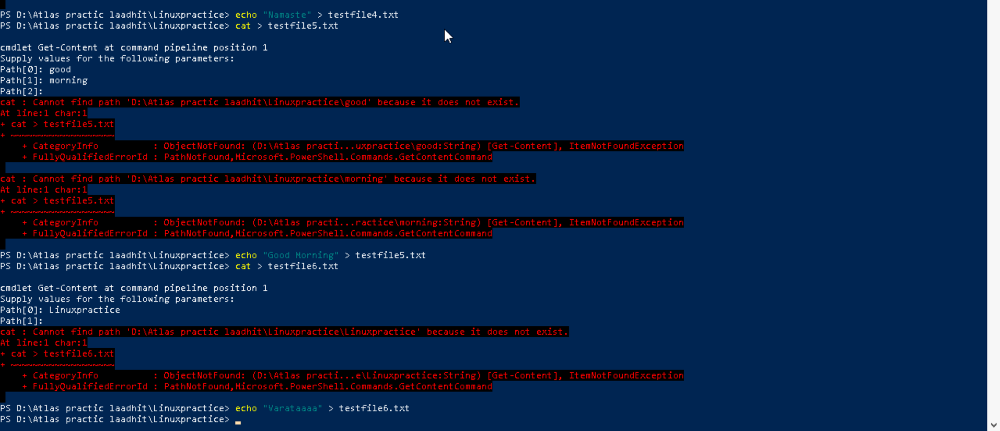 PS D:\Atlas practic laadhit\Linuxpractice> echo "Namaste" > testfile4.txt
PS D:\Atlas practic laadhit\Linuxpractice> cat > testfile5.txt
cmdlet Get-Content at command pipeline position 1
Supply values for the following parameters:
Path[0]: good
Path[1]: morning
Path[2]:
cat : Cannot find path 'D:\Atlas practic laadhit\Linuxpractice\good' because it does not exist.
At line:1 char:1
+ cat > testfile5.txt
+ ~~~~~~~~~~~~~~~~~~~
    + CategoryInfo          : ObjectNotFound: (D:\Atlas practi...uxpractice\good:String) [Get-Content], ItemNotFoundException
    + FullyQualifiedErrorId : PathNotFound,Microsoft.PowerShell.Commands.GetContentCommand
cat : Cannot find path 'D:\Atlas practic laadhit\Linuxpractice\morning' because it does not exist.
At line:1 char:1
+ cat > testfile5.txt
+ ~~~~~~~~~~~~~~~~~~~
    + CategoryInfo          : ObjectNotFound: (D:\Atlas practi...ractice\morning:String) [Get-Content], ItemNotFoundException
    + FullyQualifiedErrorId : PathNotFound,Microsoft.PowerShell.Commands.GetContentCommand
PS D:\Atlas practic laadhit\Linuxpractice> echo "Good Morning" > testfile5.txt
PS D:\Atlas practic laadhit\Linuxpractice> cat > testfile6.txt
cmdlet Get-Content at command pipeline position 1
Supply values for the following parameters:
Path[0]: Linuxpractice
Path[1]:
cat : Cannot find path 'D:\Atlas practic laadhit\Linuxpractice\Linuxpractice' because it does not exist.
At line:1 char:1
+ cat > testfile6.txt
+ ~~~~~~~~~~~~~~~~~~~
    + CategoryInfo          : ObjectNotFound: (D:\Atlas practi...e\Linuxpractice:String) [Get-Content], ItemNotFoundException
    + FullyQualifiedErrorId : PathNotFound,Microsoft.PowerShell.Commands.GetContentCommand
PS D:\Atlas practic laadhit\Linuxpractice> echo "Varataaaa" > testfile6.txt
PS D:\Atlas practic laadhit\Linuxpractice>